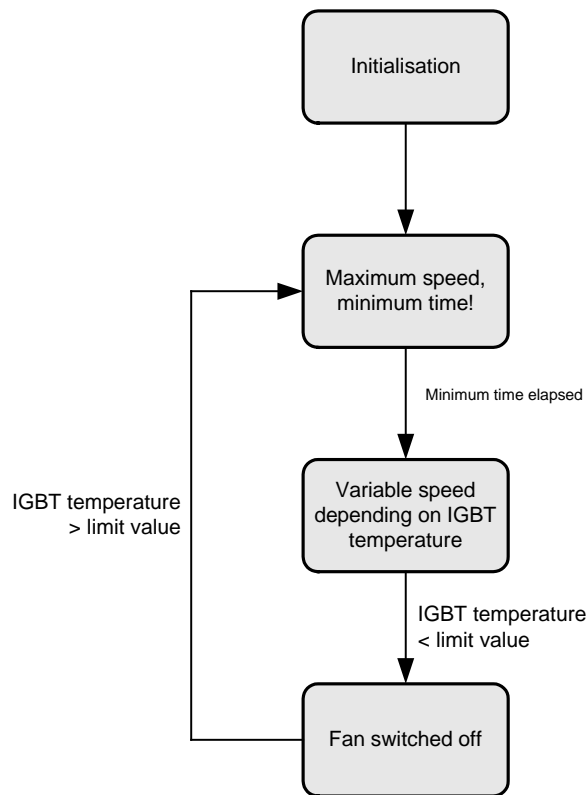 Initialisation
Maximum speed,
minimum time!
Minimum time elapsed
IGBT temperature
> limit value
Variable speed
depending on IGBT
temperature
IGBT temperature
< limit value
Fan switched off